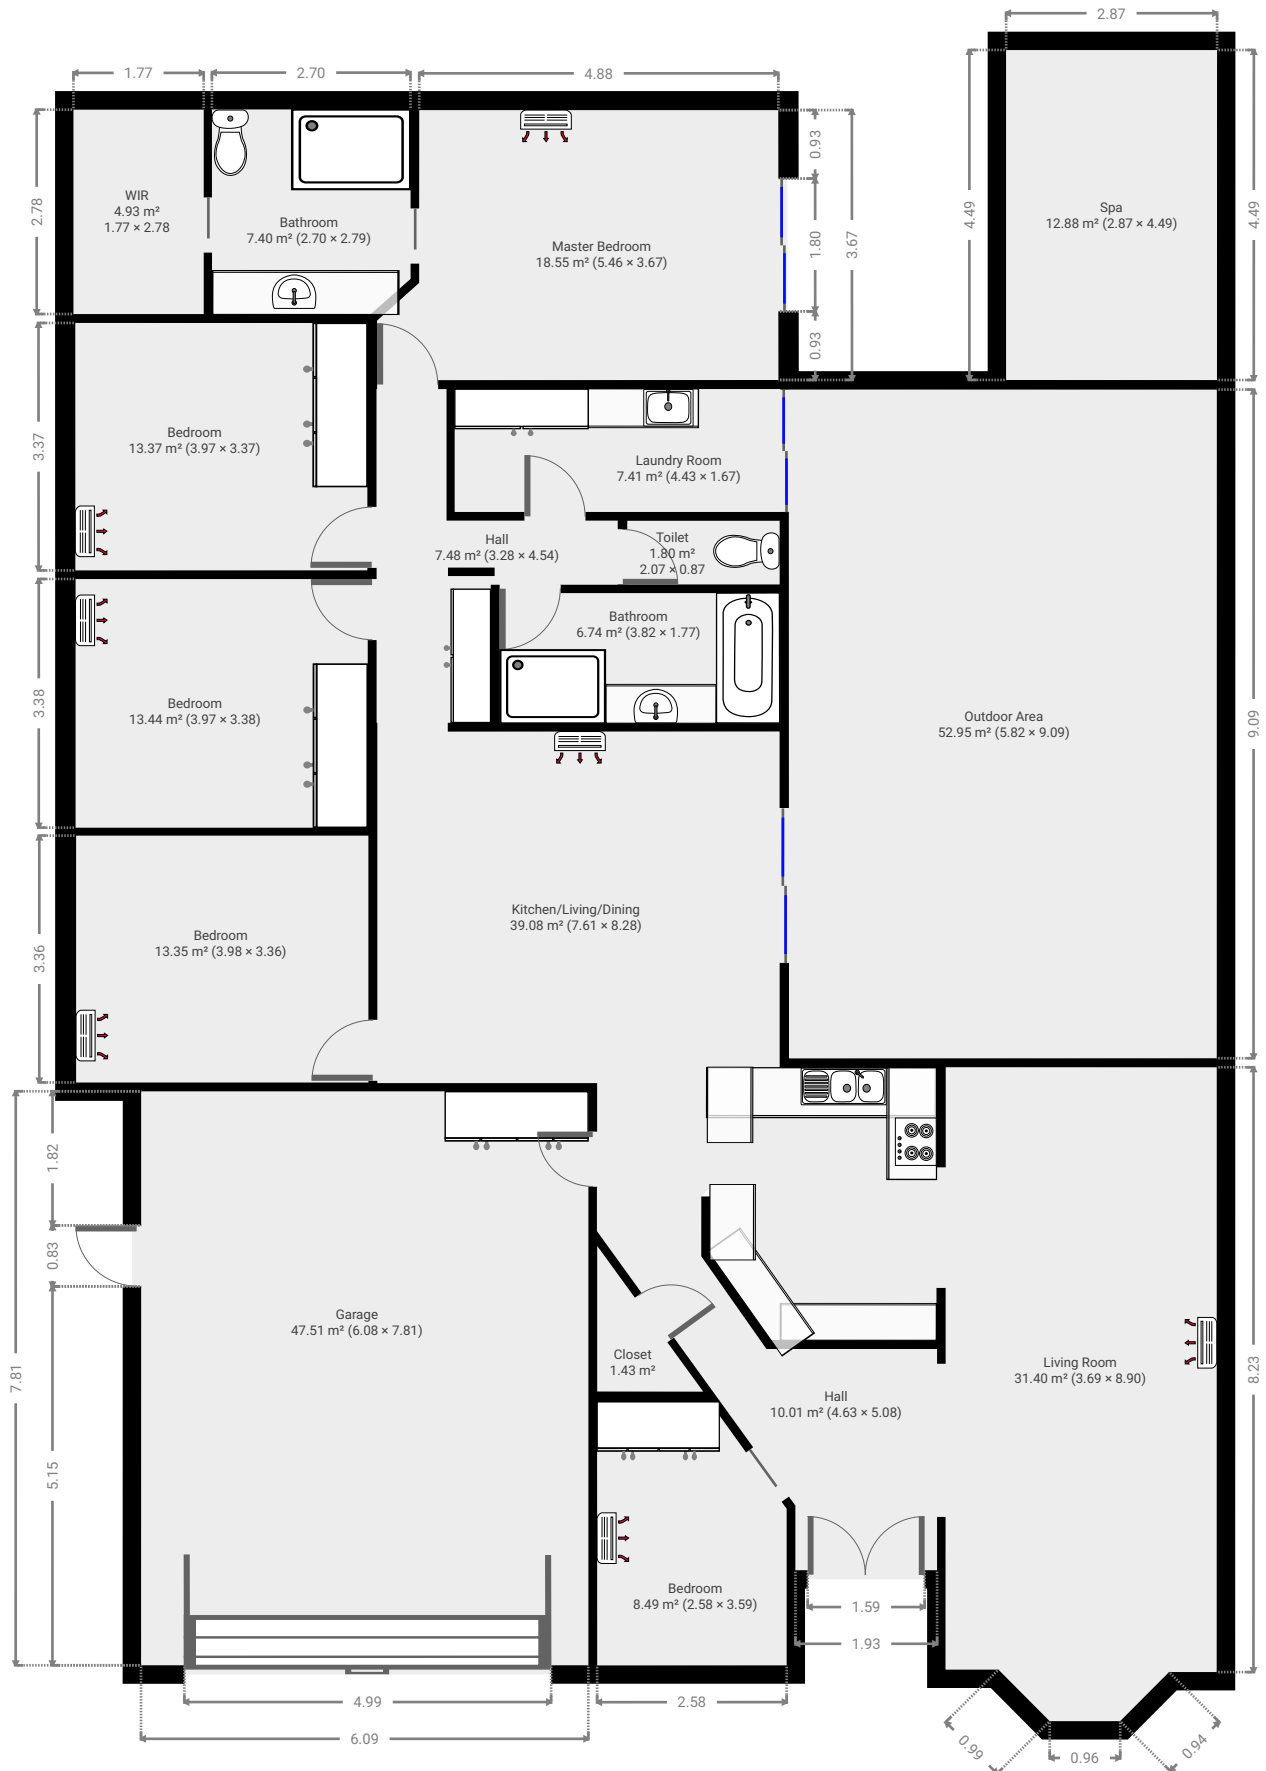 2.87
1.77
2.70
4.88
0.93
1.80
3.67
0.93
4.49
4.49
2.78
WIR
4.93 m²
1.77 × 2.78
Bathroom
7.40 m² (2.70 × 2.79)
Master Bedroom
18.55 m² (5.46 × 3.67)
Spa
12.88 m² (2.87 × 4.49)
3.37
Bedroom
13.37 m² (3.97 × 3.37)
Laundry Room
7.41 m² (4.43 × 1.67)
Hall
7.48 m² (3.28 × 4.54)
Toilet
1.80 m²
2.07 × 0.87
Bathroom
6.74 m² (3.82 × 1.77)
3.38
Bedroom
13.44 m² (3.97 × 3.38)
Outdoor Area
52.95 m² (5.82 × 9.09)
9.09
Kitchen/Living/Dining
39.08 m² (7.61 × 8.28)
3.36
Bedroom
13.35 m² (3.98 × 3.36)
1.82
0.83
7.81
5.15
Garage
47.51 m² (6.08 × 7.81)
Closet
1.43 m²
Hall
10.01 m² (4.63 × 5.08)
Living Room
31.40 m² (3.69 × 8.90)
8.23
Bedroom
8.49 m² (2.58 × 3.59)
1.59
1.93
4.99
2.58
6.09
0.99
0.96
0.94